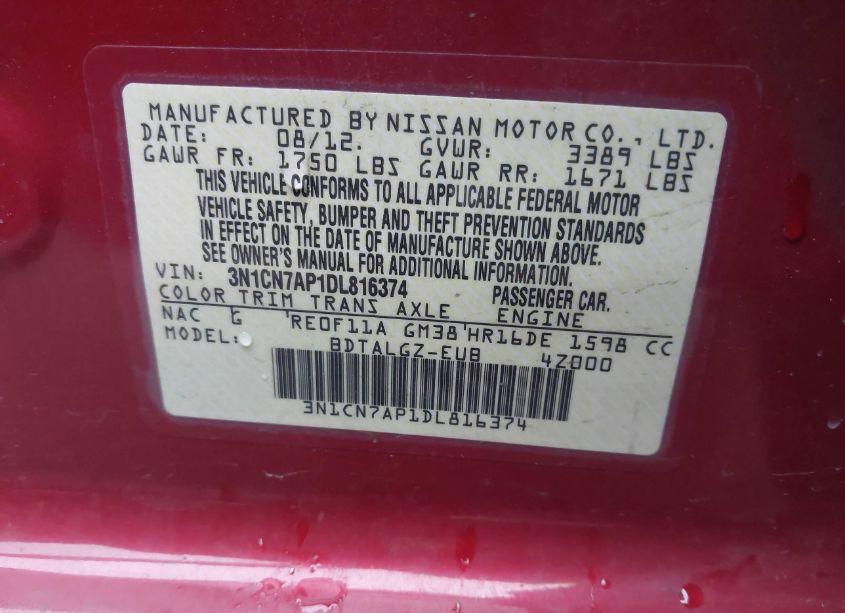 MANUFACTURED BY NISSAN MOTOR CO., LTD.
DATE: 08/12. GVWR: 3389 LBS
GAWR FR: 1750 LBS GAWR RR: 1671 LBS
THIS VEHICLE CONFORMS TO ALL APPLICABLE FEDERAL MOTOR
VEHICLE SAFETY, BUMPER AND THEFT PREVENTION STANDARDS
IN EFFECT ON THE DATE OF MANUFACTURE SHOWN ABOVE.
SEE OWNER'S MANUAL FOR ADDITIONAL INFORMATION.
VIN: 3N1CN7AP1DL816374 PASSENGER CAR.
COLOR TRIM TRANS AXLE ENGINE
NAC G RE0F11A GM38 HR16DE 1598 CC
MODEL: BDTALGZ-EUB 4Z000
3N1CN7AP1DL816374